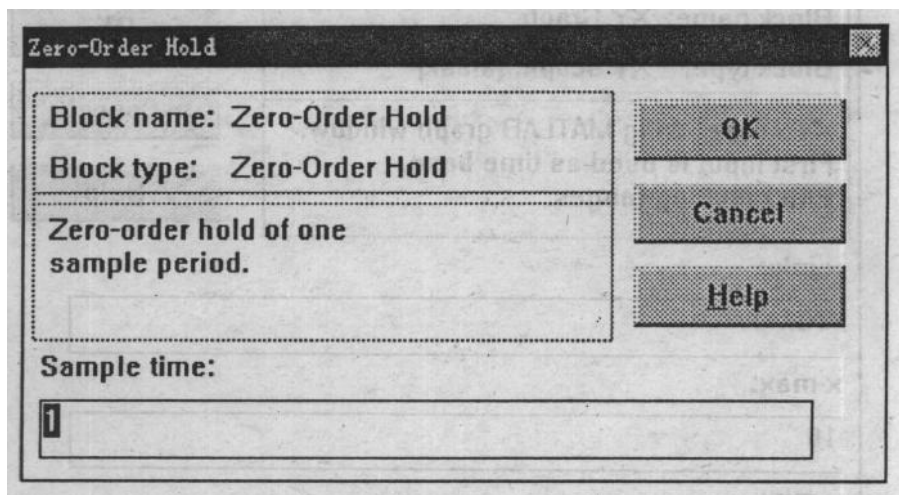 Zero-Order Hold
Block name: Zero-Order Hold
Block type: Zero-Order Hold
Zero-order hold of one
sample period.
OK
Cancel
Help
Sample time:
1